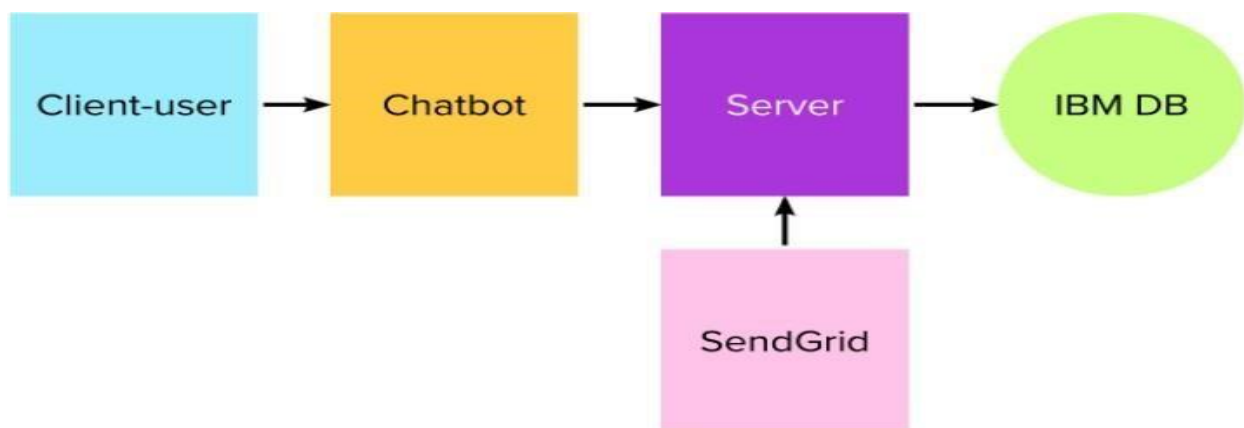 Client-user
Chatbot
Server
IBM DB
SendGrid